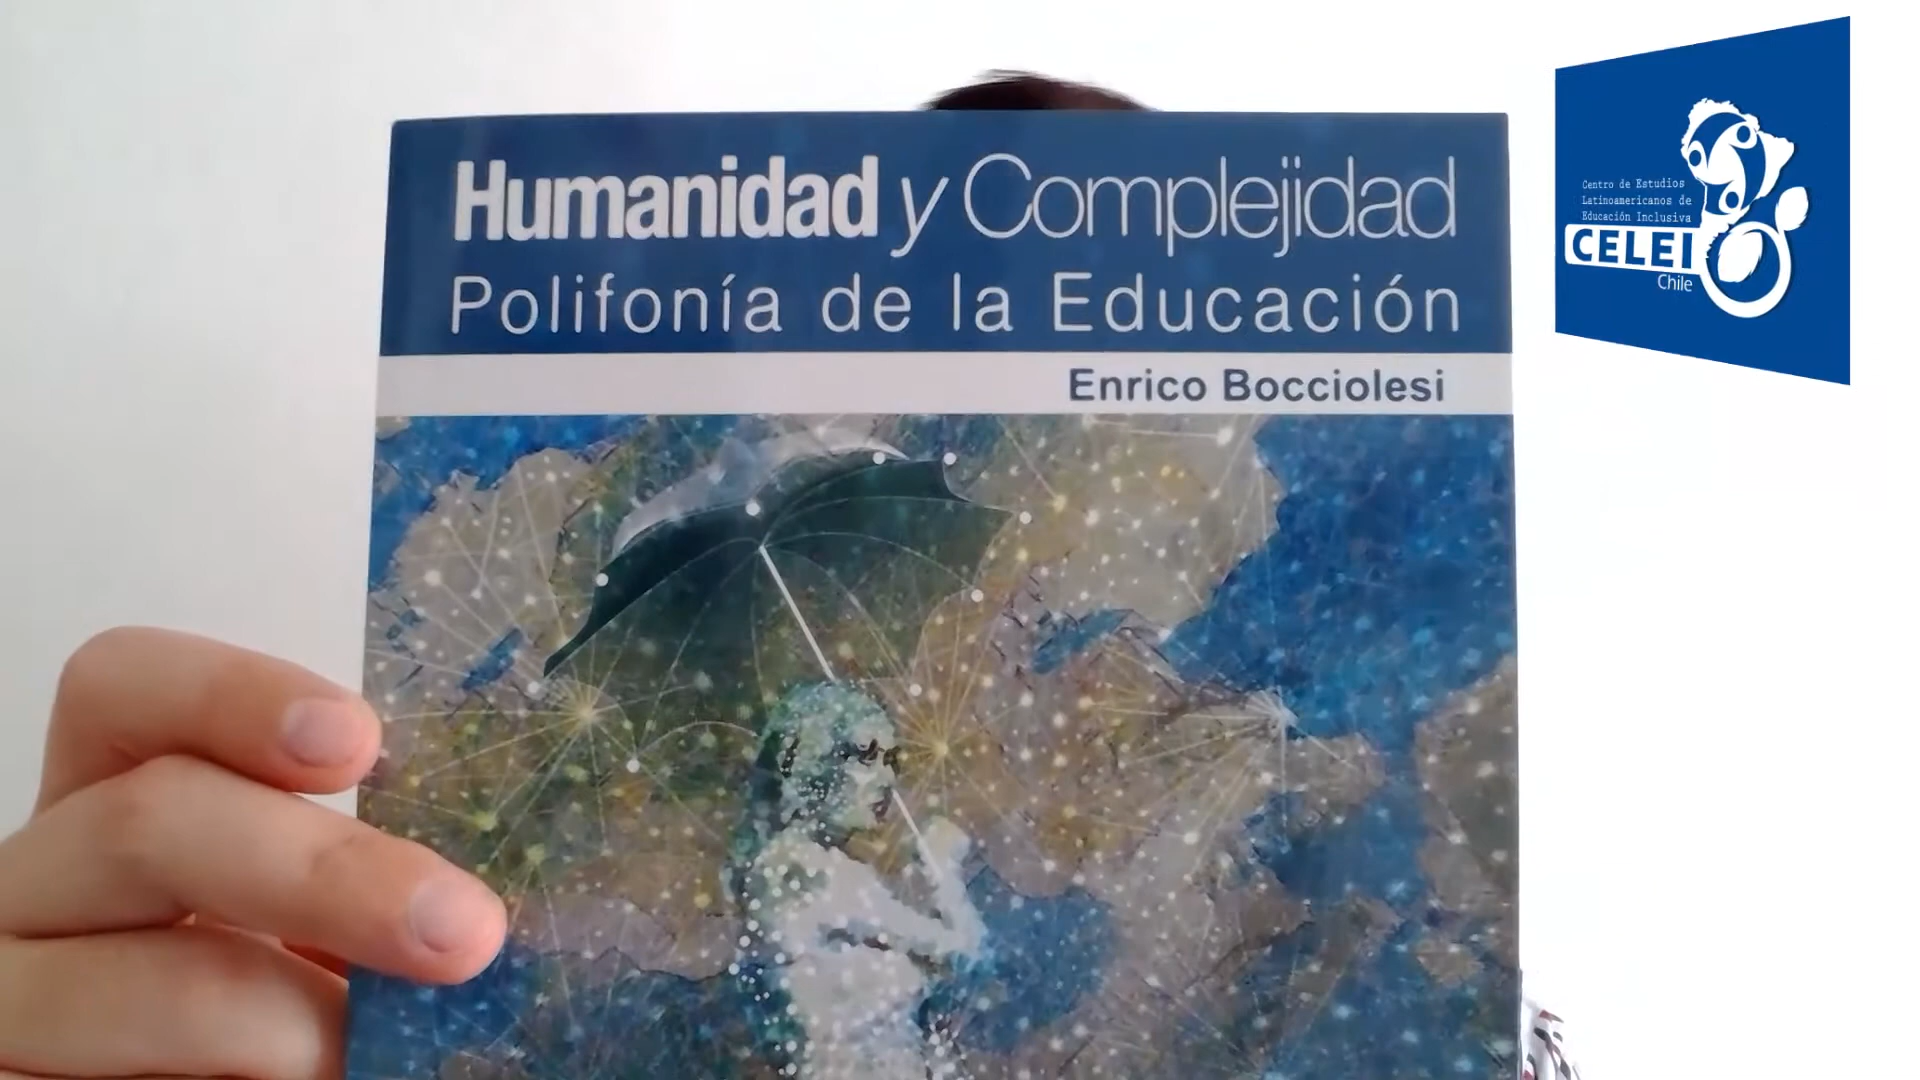 Humanidad y Complejidad
Polifonía de la Educación
Enrico Bocciolesi
Centro de Estudios
Latinoamericanos de
Educación Inclusiva
CELEI
Chile